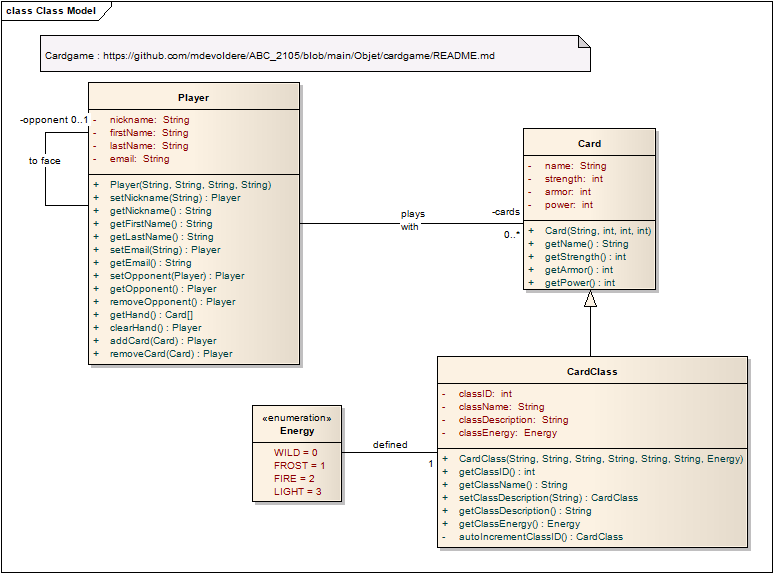 class Class Model
Cardgame : https://github.com/mdevoldere/ABC_2105/blob/main/Objet/cardgame/README.md
Player
- nickname: String
- firstName: String
- lastName: String
- email: String
+ Player(String, String, String, String)
+ setNickname(String) : Player
+ getNickname() : String
+ getFirstName() : String
+ getLastName() : String
+ setEmail(String) : Player
+ getEmail() : String
+ setOpponent(Player) : Player
+ getOpponent() : Player
+ removeOpponent() : Player
+ getHand() : Card[]
+ clearHand() : Player
+ addCard(Card) : Player
+ removeCard(Card) : Player
-opponent 0..1
to face
plays
with
-cards
0..*
Card
- name: String
- strength: int
- armor: int
- power: int
+ Card(String, int, int, int)
+ getName() : String
+ getStrength() : int
+ getArmor() : int
+ getPower() : int
CardClass
- classID: int
- className: String
- classDescription: String
- classEnergy: Energy
+ CardClass(String, String, String, String, String, String, Energy)
+ getClassID() : int
+ getClassName() : String
+ setClassDescription(String) : CardClass
+ getClassDescription() : String
+ getClassEnergy() : Energy
- autoIncrementClassID() : CardClass
«enumeration»
Energy
WILD = 0
FROST = 1
FIRE = 2
LIGHT = 3
defined
1